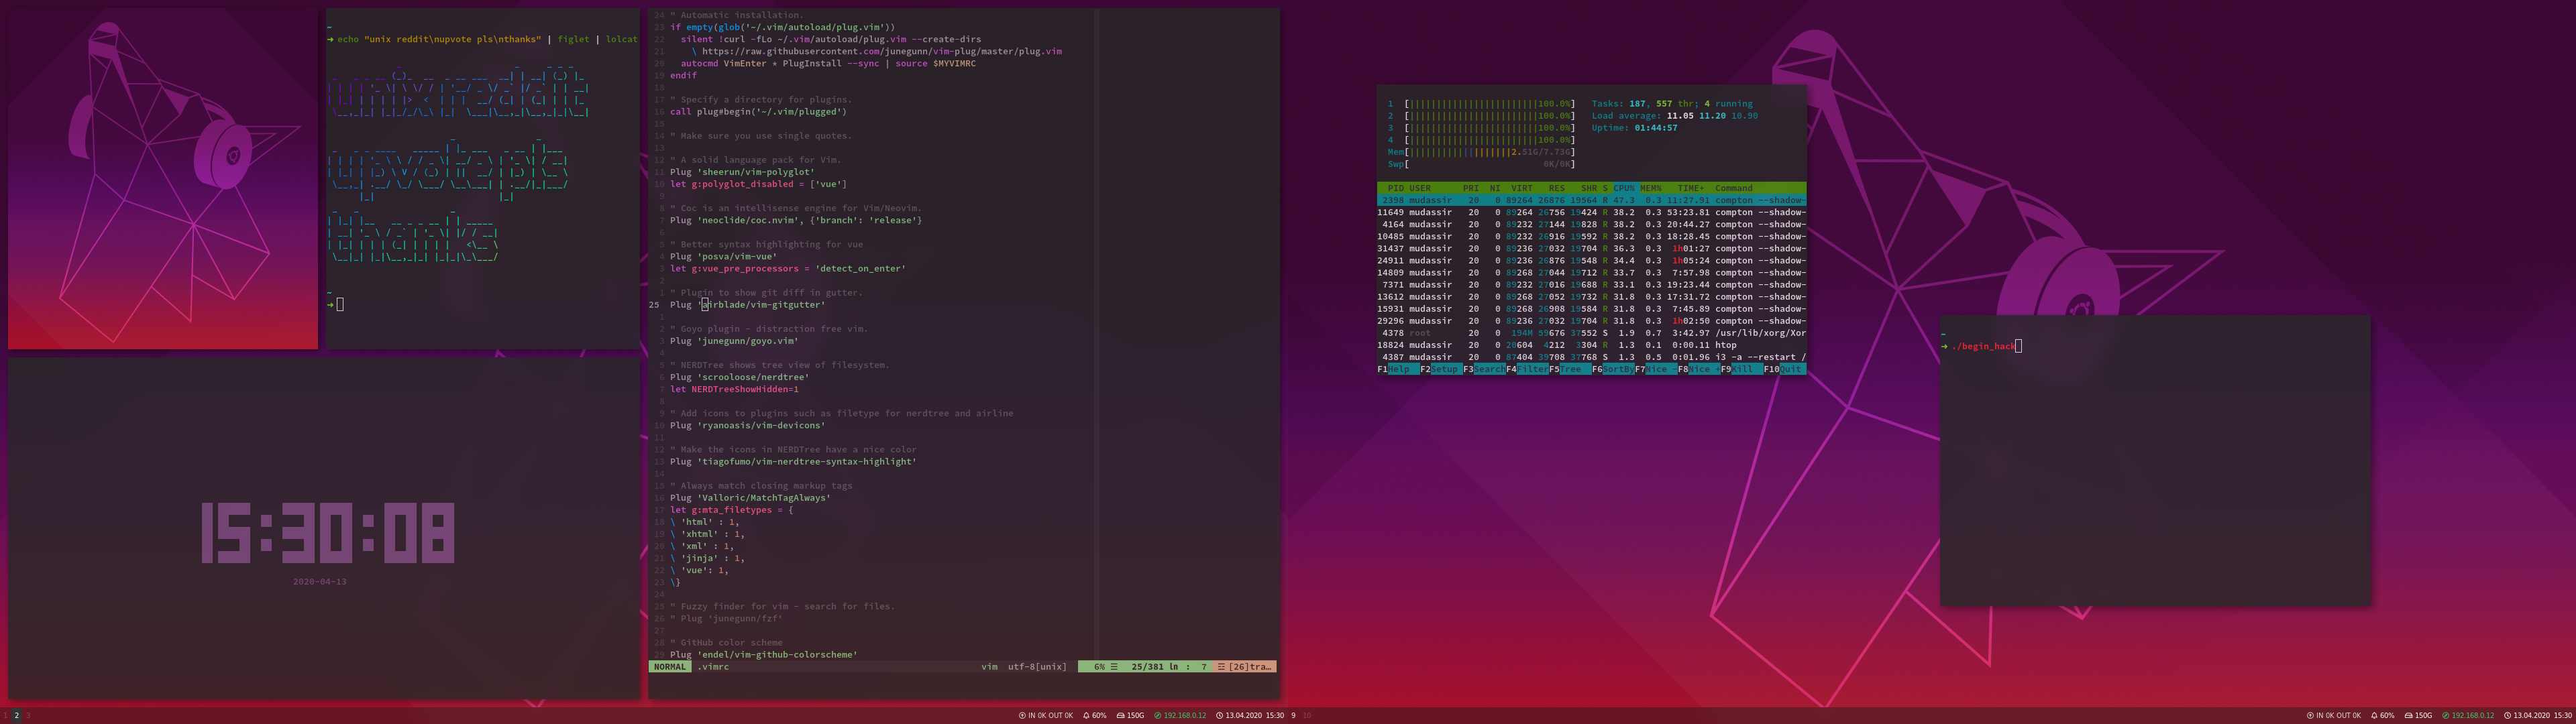 ~
→ echo "unix reddit\nupvote pls\nthanks" | figlet | lolcat
unix reddit
upvote pls
thanks
~
→
15:30:08
2020-04-13
24 " Automatic installation.
23 if empty(glob('~/.vim/autoload/plug.vim'))
22 silent !curl -fLo ~/.vim/autoload/plug.vim --create-dirs
21 \ https://raw.githubusercontent.com/junegunn/vim-plug/master/plug.vim
20 autocmd VimEnter * PlugInstall --sync | source $MYVIMRC
19 endif
18
17 " Specify a directory for plugins.
16 call plug#begin('~/.vim/plugged')
15
14 " Make sure you use single quotes.
13
12 " A solid language pack for Vim.
11 Plug 'sheerun/vim-polyglot'
10 let g:polyglot_disabled = ['vue']
9
8 " Coc is an intellisense engine for Vim/Neovim.
7 Plug 'neoclide/coc.nvim', {'branch': 'release'}
6
5 " Better syntax highlighting for vue
4 Plug 'posva/vim-vue'
3 let g:vue_pre_processors = 'detect_on_enter'
2
1 " Plugin to show git diff in gutter.
25 Plug 'airblade/vim-gitgutter'
1
2 " Goyo plugin - distraction free vim.
3 Plug 'junegunn/goyo.vim'
4
5 " NERDTree shows tree view of filesystem.
6 Plug 'scrooloose/nerdtree'
7 let NERDTreeShowHidden=1
8
9 " Add icons to plugins such as filetype for nerdtree and airline
10 Plug 'ryanoasis/vim-devicons'
11
12 " Make the icons in NERDTree have a nice color
13 Plug 'tiagofumo/vim-nerdtree-syntax-highlight'
14
15 " Always match closing markup tags
16 Plug 'Valloric/MatchTagAlways'
17 let g:mta_filetypes = {
18 \ 'html' : 1,
19 \ 'xhtml' : 1,
20 \ 'xml' : 1,
21 \ 'jinja' : 1,
22 \ 'vue': 1,
23 \}
24
25 " Fuzzy finder for vim - search for files.
26 " Plug 'junegunn/fzf'
27
28 " GitHub color scheme
29 Plug 'endel/vim-github-colorscheme'
NORMAL .vimrc vim utf-8[unix] 6% ☰ 25/381 ln : 7 ☲ [26]tra…
1 [||||||||||||||||||||||||100.0%] Tasks: 187, 557 thr; 4 running
2 [||||||||||||||||||||||||100.0%] Load average: 11.05 11.20 10.90
3 [||||||||||||||||||||||||100.0%] Uptime: 01:44:57
4 [||||||||||||||||||||||||100.0%]
Mem[|||||||||||||||||||2.51G/7.73G]
Swp[ 0K/0K]
PID USER PRI NI VIRT RES SHR S CPU% MEM% TIME+ Command
2398 mudassir 20 0 89264 26876 19564 R 47.3 0.3 11:27.91 compton --shadow-
11649 mudassir 20 0 89264 26756 19424 R 38.2 0.3 53:23.81 compton --shadow-
4164 mudassir 20 0 89232 27144 19828 R 38.2 0.3 20:44.27 compton --shadow-
10485 mudassir 20 0 89232 26916 19592 R 38.2 0.3 18:28.45 compton --shadow-
31437 mudassir 20 0 89236 27032 19704 R 36.3 0.3 1h01:27 compton --shadow-
24911 mudassir 20 0 89236 26876 19548 R 34.4 0.3 1h05:24 compton --shadow-
14809 mudassir 20 0 89268 27044 19712 R 33.7 0.3 7:57.98 compton --shadow-
7371 mudassir 20 0 89232 27016 19688 R 33.1 0.3 19:23.44 compton --shadow-
13612 mudassir 20 0 89268 27052 19732 R 31.8 0.3 17:31.72 compton --shadow-
15931 mudassir 20 0 89268 26908 19584 R 31.8 0.3 7:45.89 compton --shadow-
29296 mudassir 20 0 89236 27032 19704 R 31.8 0.3 1h02:50 compton --shadow-
4378 root 20 0 194M 59676 37552 S 1.9 0.7 3:42.97 /usr/lib/xorg/Xor
18824 mudassir 20 0 20604 4212 3304 R 1.3 0.1 0:00.11 htop
4387 mudassir 20 0 87404 39708 37768 S 1.3 0.5 0:01.96 i3 -a --restart /
F1Help F2Setup F3SearchF4FilterF5Tree F6SortByF7Nice -F8Nice +F9Kill F10Quit
~
→ ./begin_hack
1 2 3
IN 0K OUT 0K 60% 150G 192.168.0.12 13.04.2020 15:30
9 10
IN 0K OUT 0K 60% 150G 192.168.0.12 13.04.2020 15:30